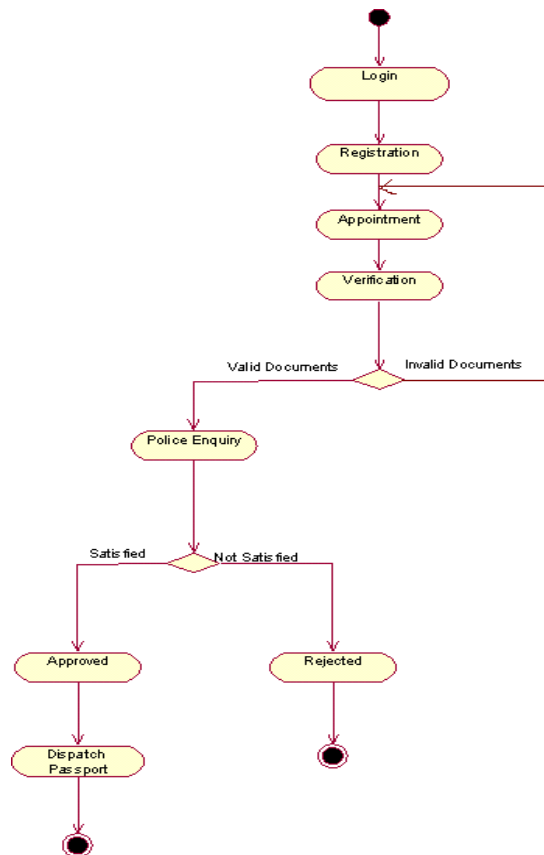 Login
Registration
Appointment
Verification
Valid Documents
Invalid Documents
Police Enquiry
Satisfied
Not Satisfied
Approved
Rejected
Dispatch
Passport